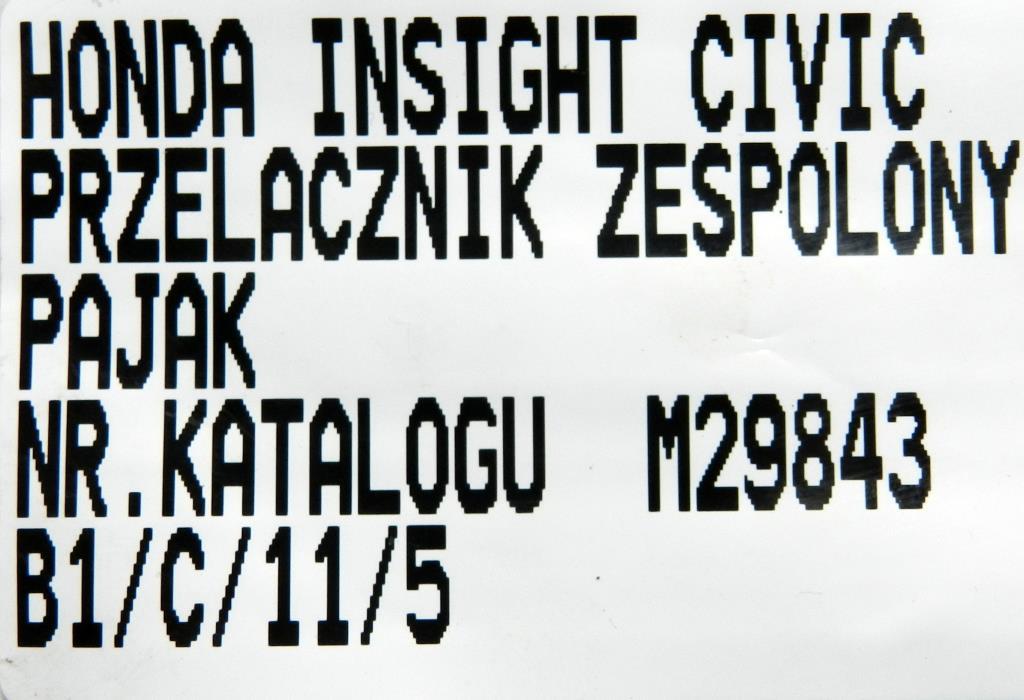 HONDA INSIGHT CIVIC
PRZELACZNIK ZESPOLONY
PAJAK
NR.KATALOGU M29843
B1/C/11/5